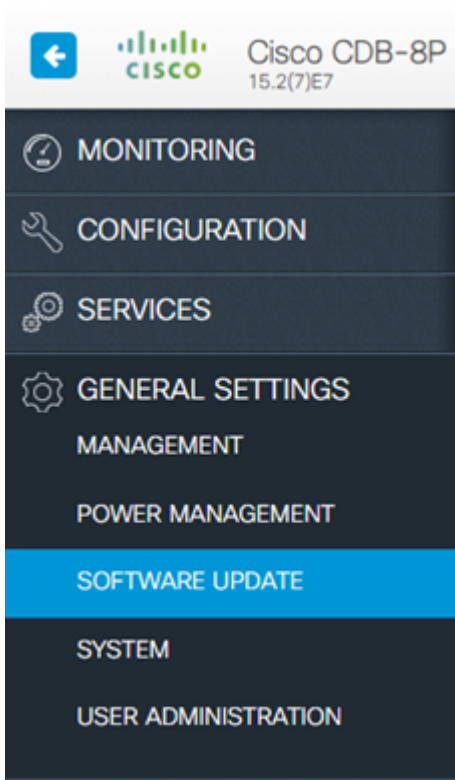 CISCO
Cisco CDB-8P
15.2(7)E7
MONITORING
CONFIGURATION
SERVICES
GENERAL SETTINGS
MANAGEMENT
POWER MANAGEMENT
SOFTWARE UPDATE
SYSTEM
USER ADMINISTRATION